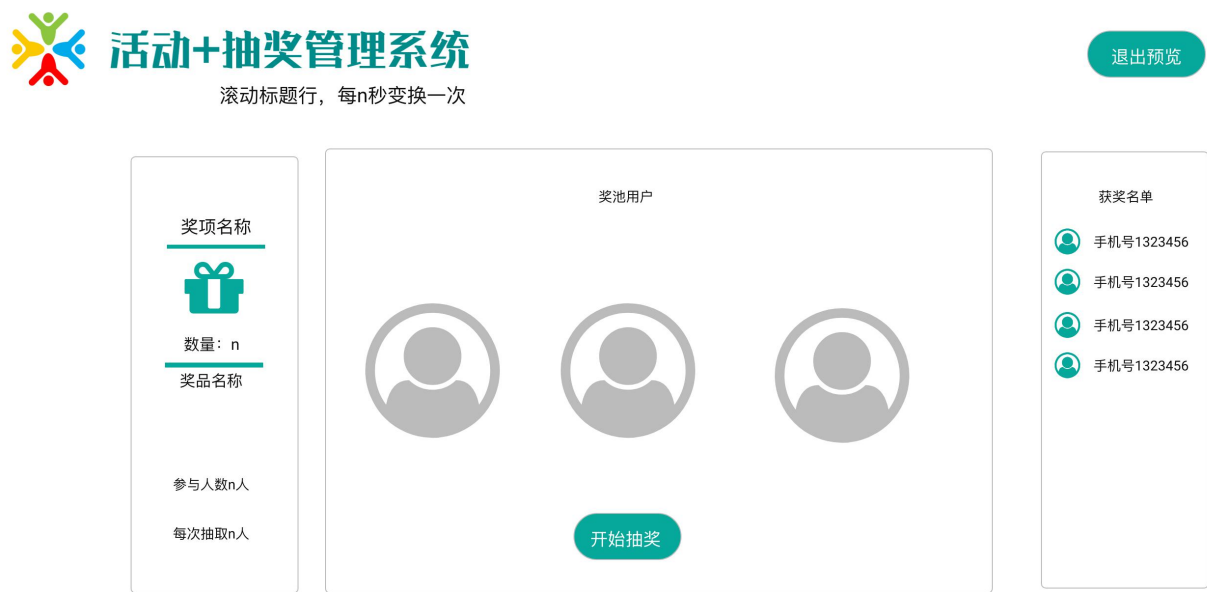 活动+抽奖管理系统
退出预览
滚动标题行，每n秒变换一次
奖项名称
数量：n
奖品名称
参与人数n人
每次抽取n人
奖池用户
开始抽奖
获奖名单
手机号1323456
手机号1323456
手机号1323456
手机号1323456